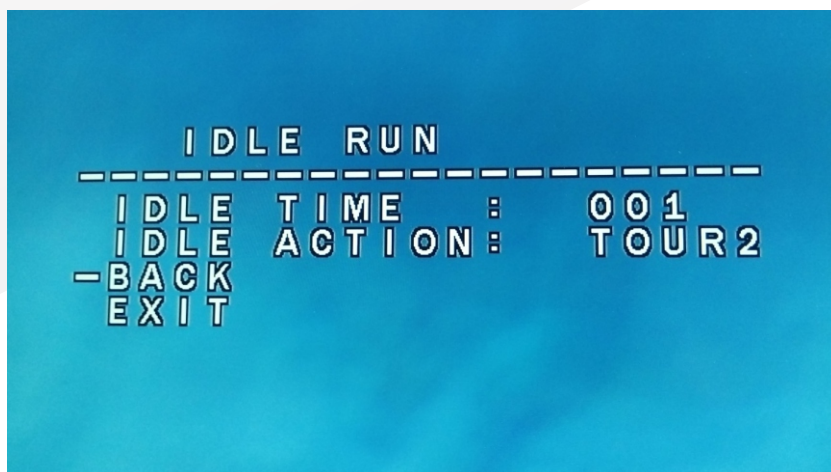 IDLE RUN
IDLE TIME : 001
IDLE ACTION: TOUR2
-BACK
EXIT